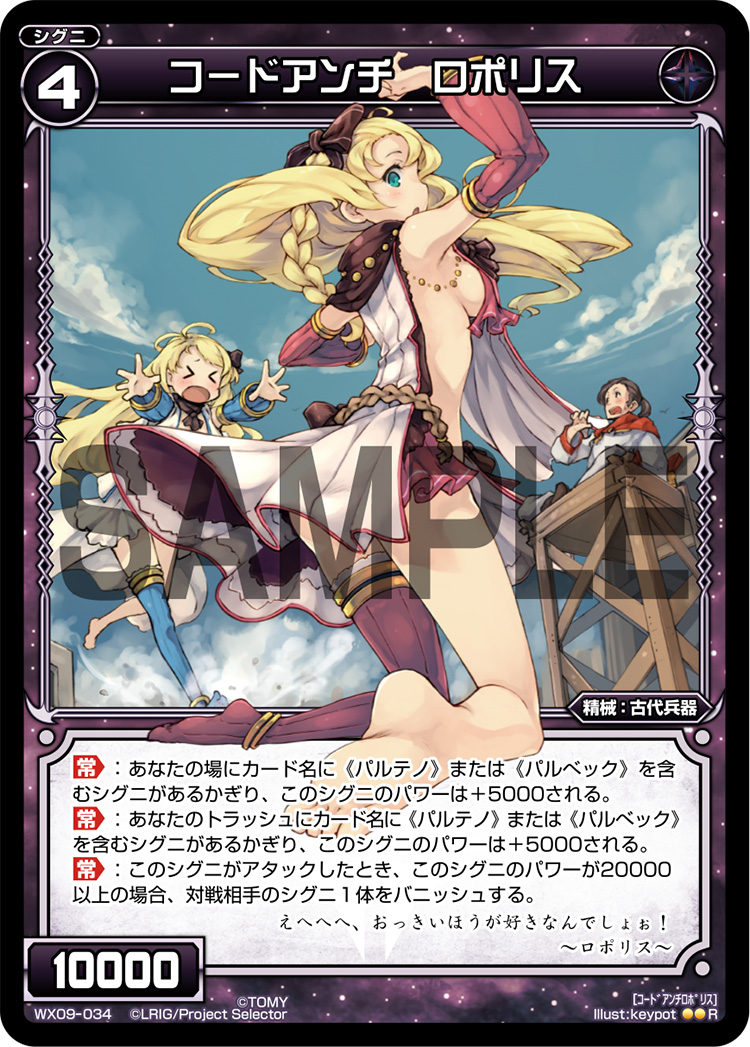 シグニ
4
コードアンチ　ロポリス
SAMPLE
精械：古代兵器
常：あなたの場にカード名に《パルテノ》または《パルベック》を含
むシグニがあるかぎり、このシグニのパワーは＋5000される。
常：あなたのトラッシュにカード名に《パルテノ》または《パルベック》
を含むシグニがあるかぎり、このシグニのパワーは＋5000される。
常：このシグニがアタックしたとき、このシグニのパワーが20000
以上の場合、対戦相手のシグニ１体をバニッシュする。
えへへへ、おっきいほうが好きなんでしょぉ！
～ロポリス～
10000
©TOMY
WX09-034 ©LRIG/Project Selector
[コードアンチロポリス]
Illust:keypot R